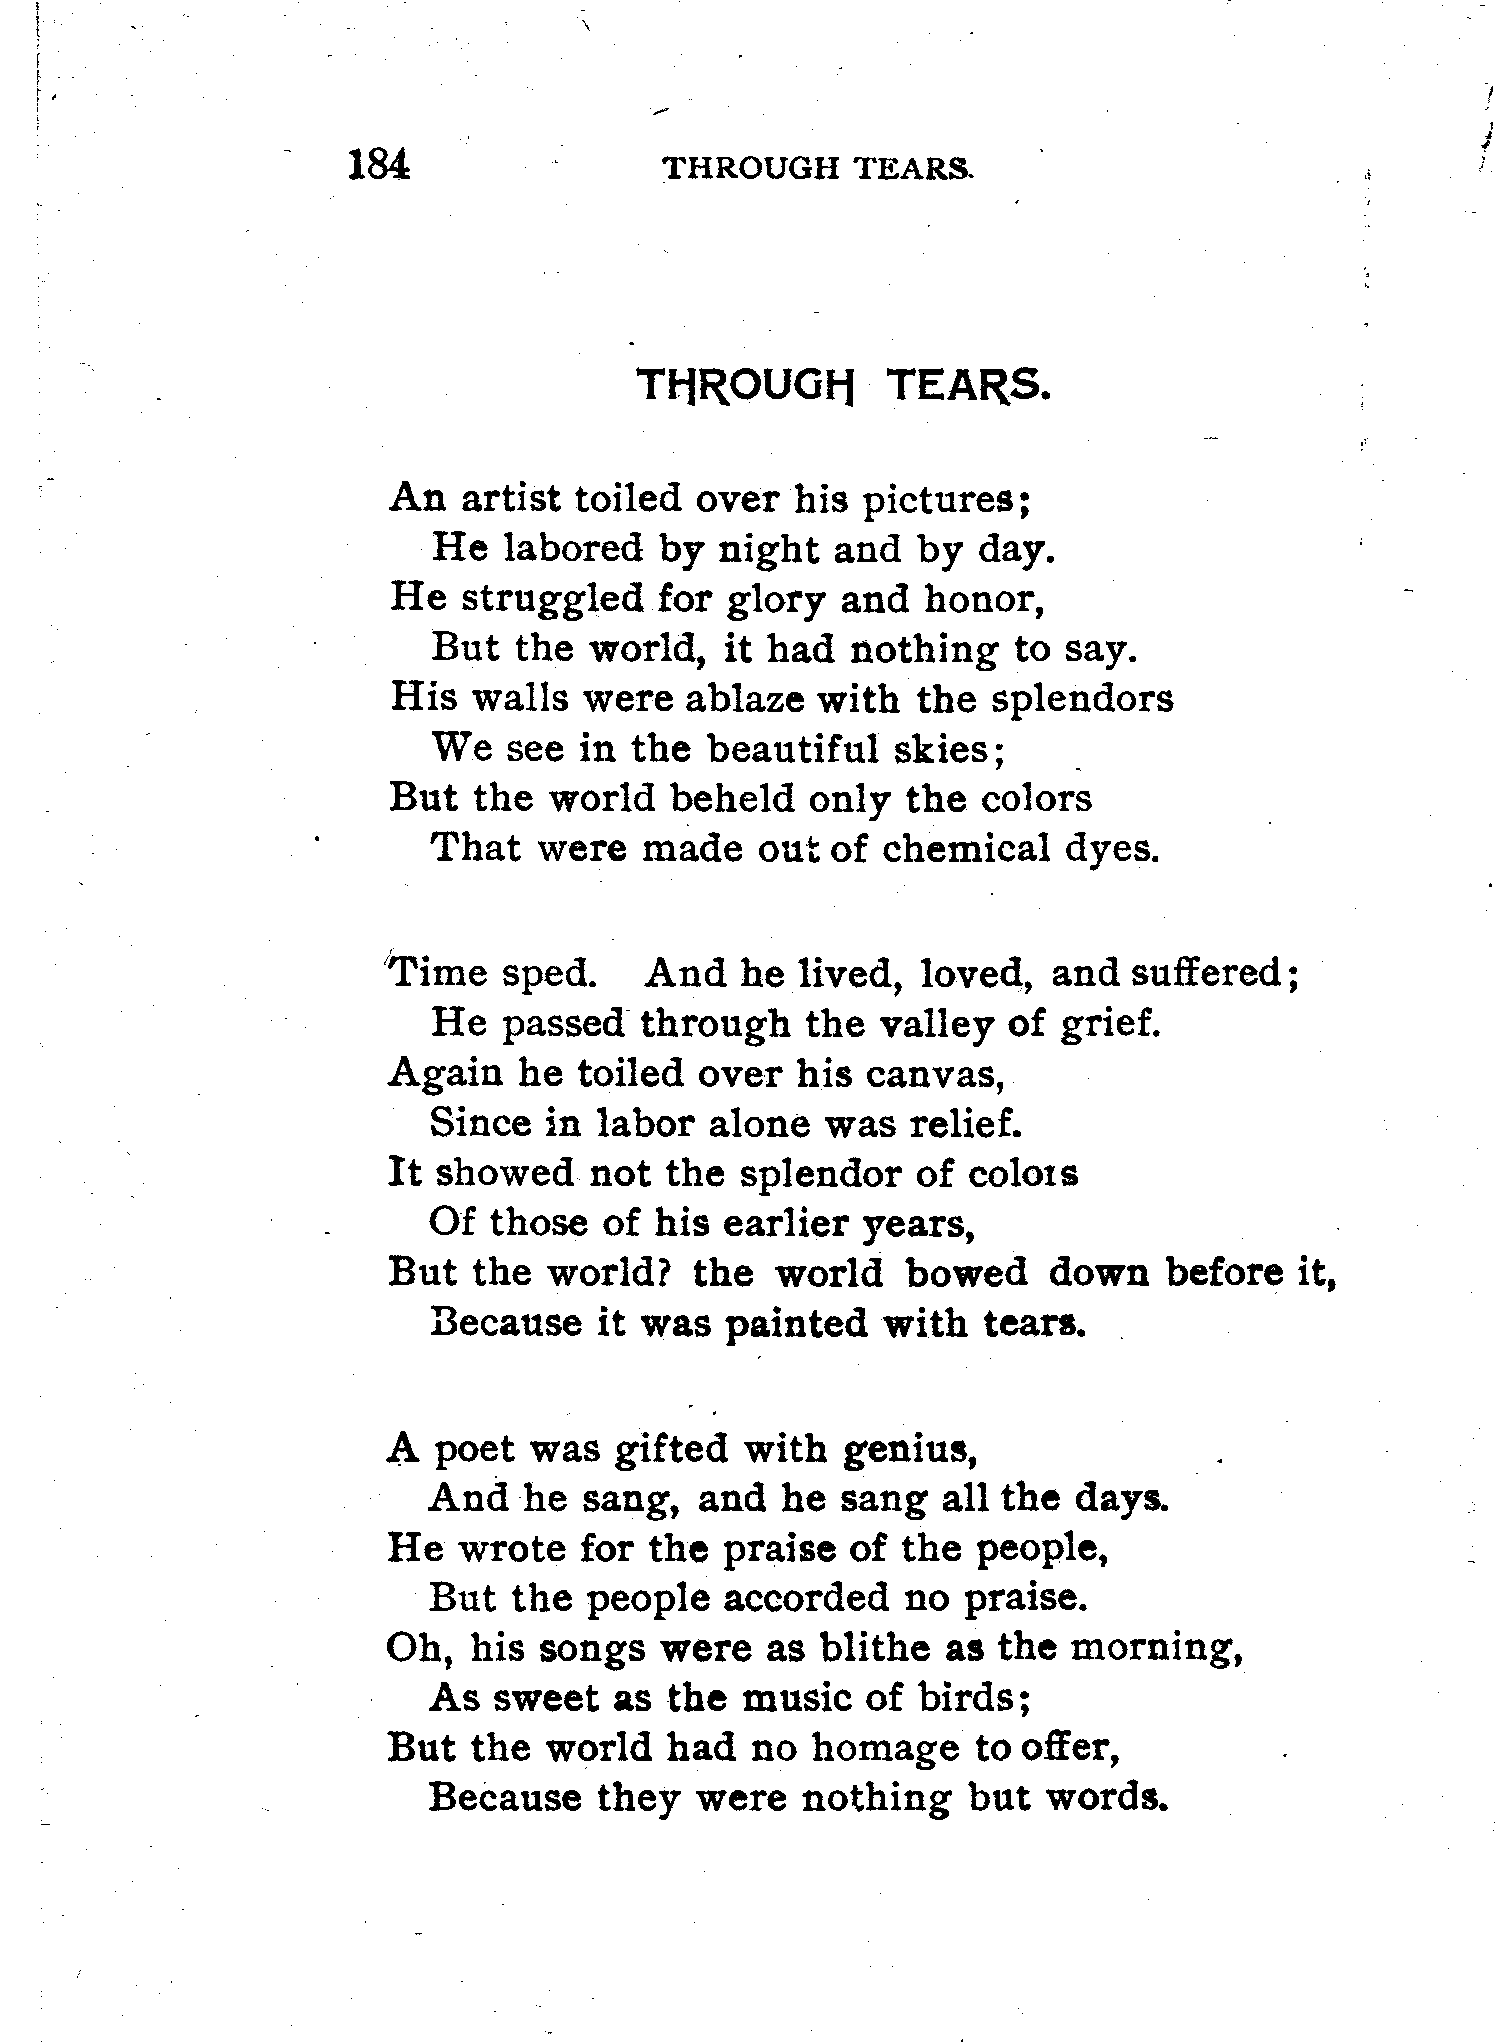 184 THROUGH TEARS.
THROUGH TEARS.
An artist toiled over his pictures;
He labored by night and by day.
He struggled for glory and honor,
But the world, it had nothing to say.
His walls were ablaze with the splendors
We see in the beautiful skies;
But the world beheld only the colors
That were made out of chemical dyes.
Time sped. And he lived, loved, and suffered;
He passed through the valley of grief.
Again he toiled over his canvas,
Since in labor alone was relief.
It showed not the splendor of colors
Of those of his earlier years,
But the world? the world bowed down before it,
Because it was painted with tears.
A poet was gifted with genius,
And he sang, and he sang all the days.
He wrote for the praise of the people,
But the people accorded no praise.
Oh, his songs were as blithe as the morning,
As sweet as the music of birds;
But the world had no homage to offer,
Because they were nothing but words.